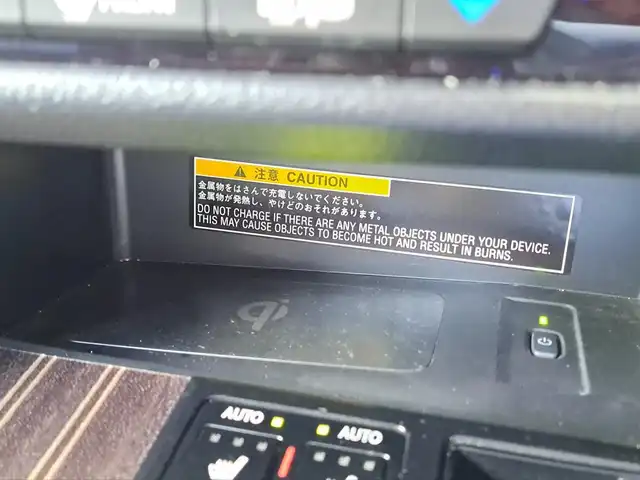 注意 CAUTION
金属物をはさんで充電しないでください。
金属物が発熱し、やけどのおそれがあります。
DO NOT CHARGE IF THERE ARE ANY METAL OBJECTS UNDER YOUR DEVICE.
THIS MAY CAUSE OBJECTS TO BECOME HOT AND RESULT IN BURNS.
qi
AUTO AUTO